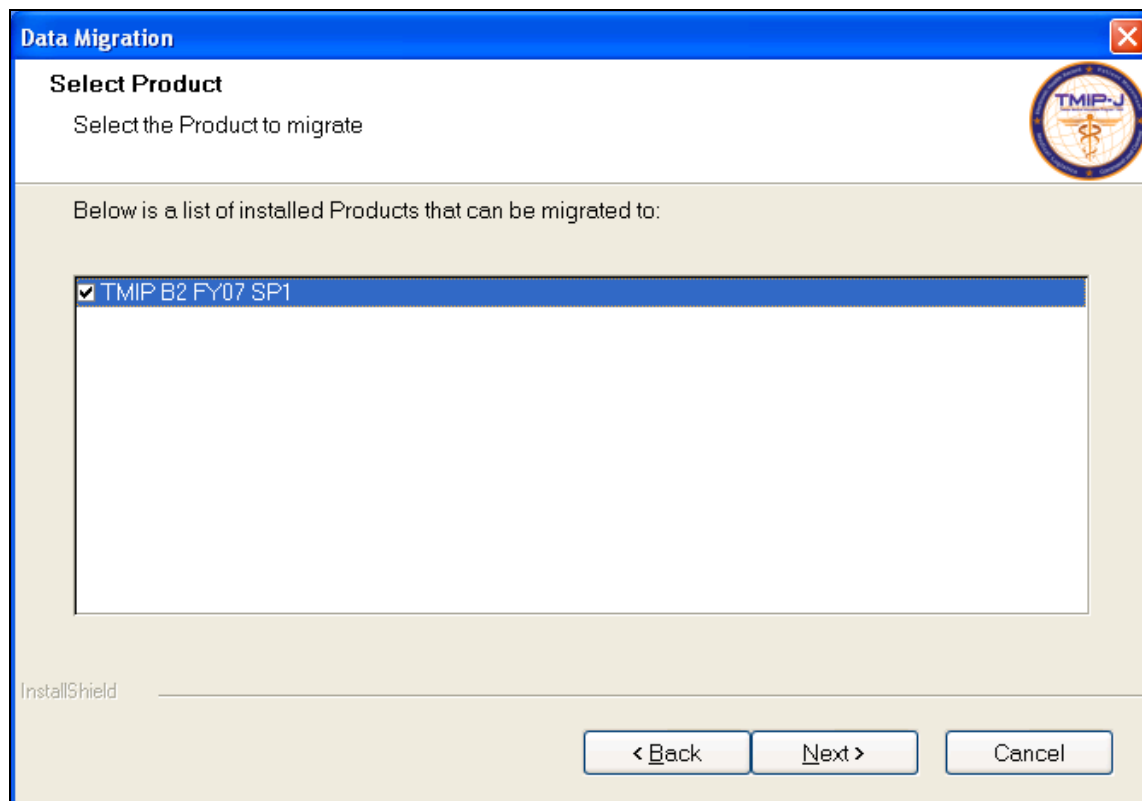 Data Migration
Select Product
Select the Product to migrate
TMIP-J
Below is a list of installed Products that can be migrated to:
TMIP B2 FY07 SP1
InstallShield
< Back
Next >
Cancel